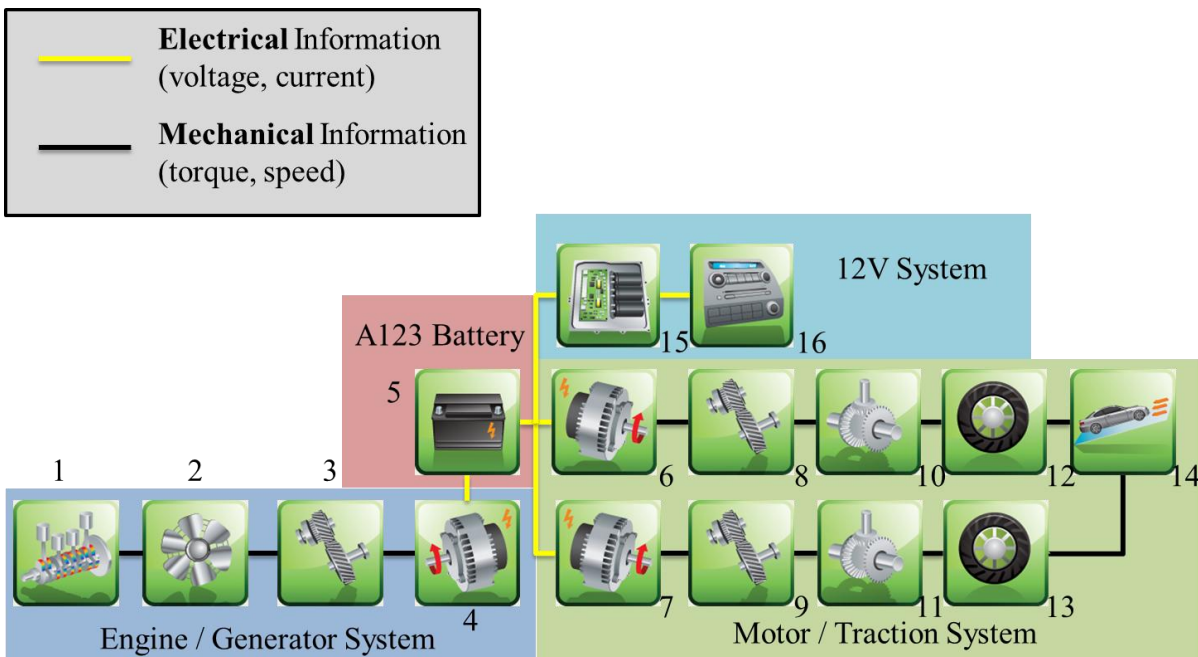 Electrical Information
(voltage, current)
Mechanical Information
(torque, speed)
12V System
A123 Battery
15
16
5
6
8
10
12
14
1
2
3
4
7
9
11
13
Engine / Generator System
Motor / Traction System